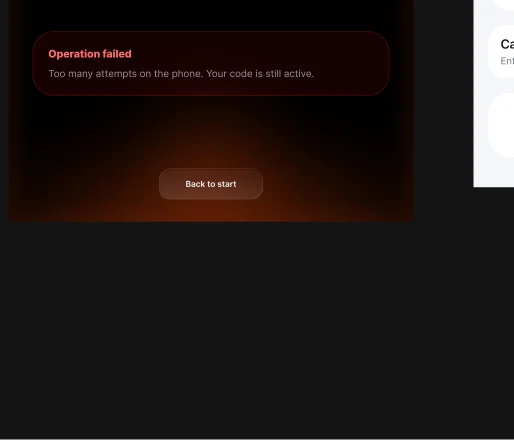 Operation failed
Too many attempts on the phone. Your code is still active.
Back to start